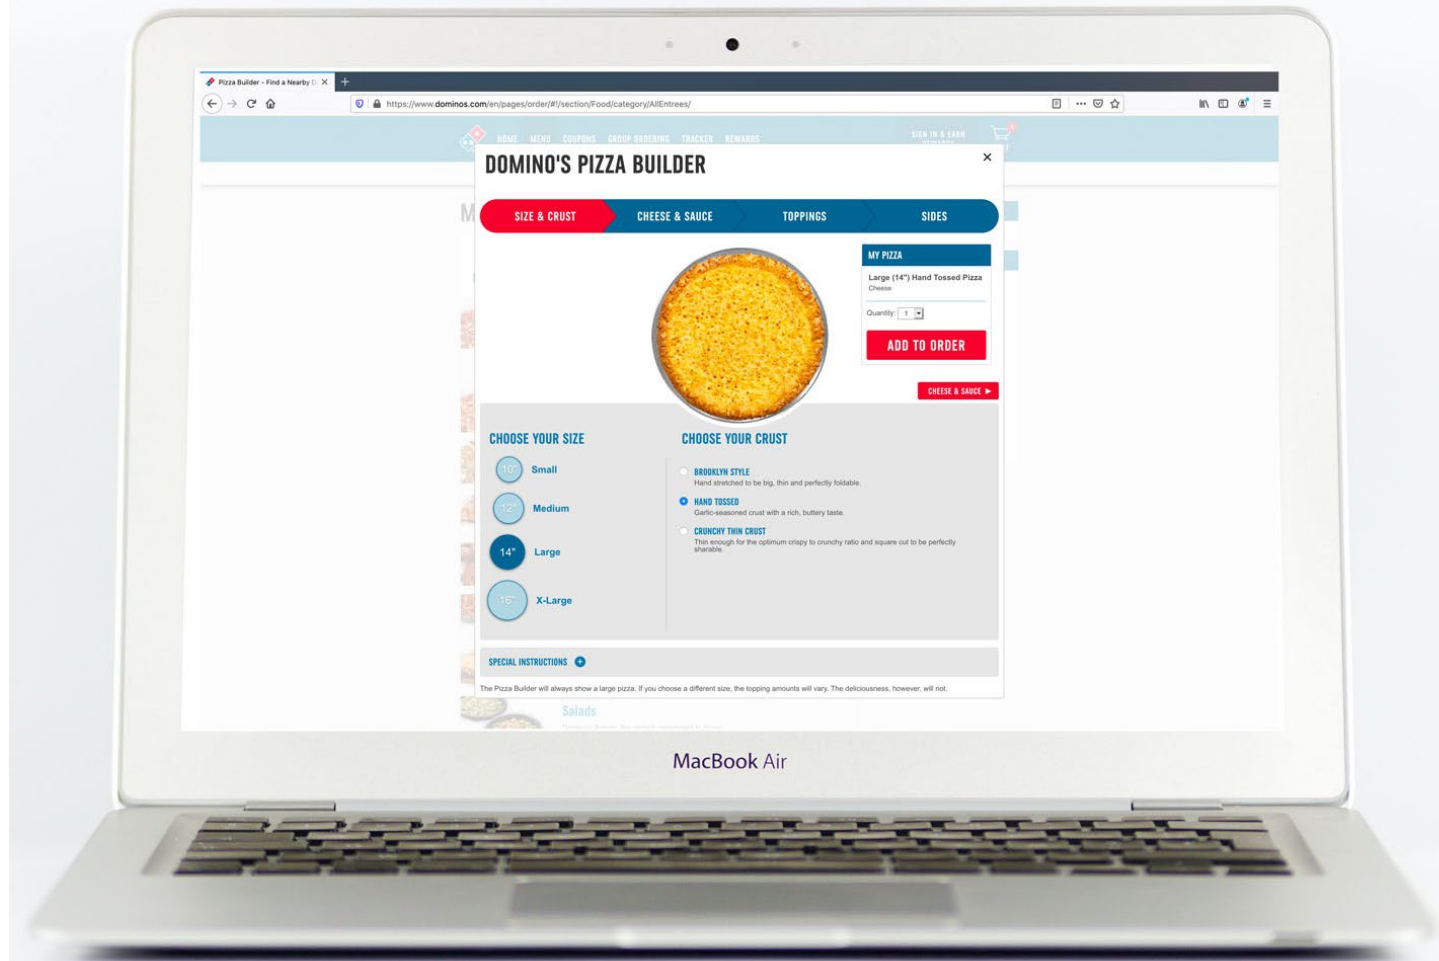 Pizza Builder - Find a Nearby D
https://www.dominos.com/en/pages/order/#!/section/Food/category/AllEntrees/
HOME MENU COUPONS GROUP ORDERING TRACKER REWARDS
SIGN IN & EARN
DOMINO'S PIZZA BUILDER
M
SIZE & CRUST CHEESE & SAUCE TOPPINGS SIDES
MY PIZZA
Large (14") Hand Tossed Pizza
Cheese
Quantity: 1
ADD TO ORDER
CHEESE & SAUCE
CHOOSE YOUR SIZE
10" Small
12" Medium
14" Large
16" X-Large
CHOOSE YOUR CRUST
BROOKLYN STYLE
Hand stretched to be big, thin and perfectly foldable.
HAND TOSSED
Garlic-seasoned crust with a rich, buttery taste.
CRUNCHY THIN CRUST
Thin enough for the optimum crispy to crunchy ratio and square cut to be perfectly
sharable.
SPECIAL INSTRUCTIONS
The Pizza Builder will always show a large pizza. If you choose a different size, the topping amounts will vary. The deliciousness, however, will not.
Salads
MacBook Air